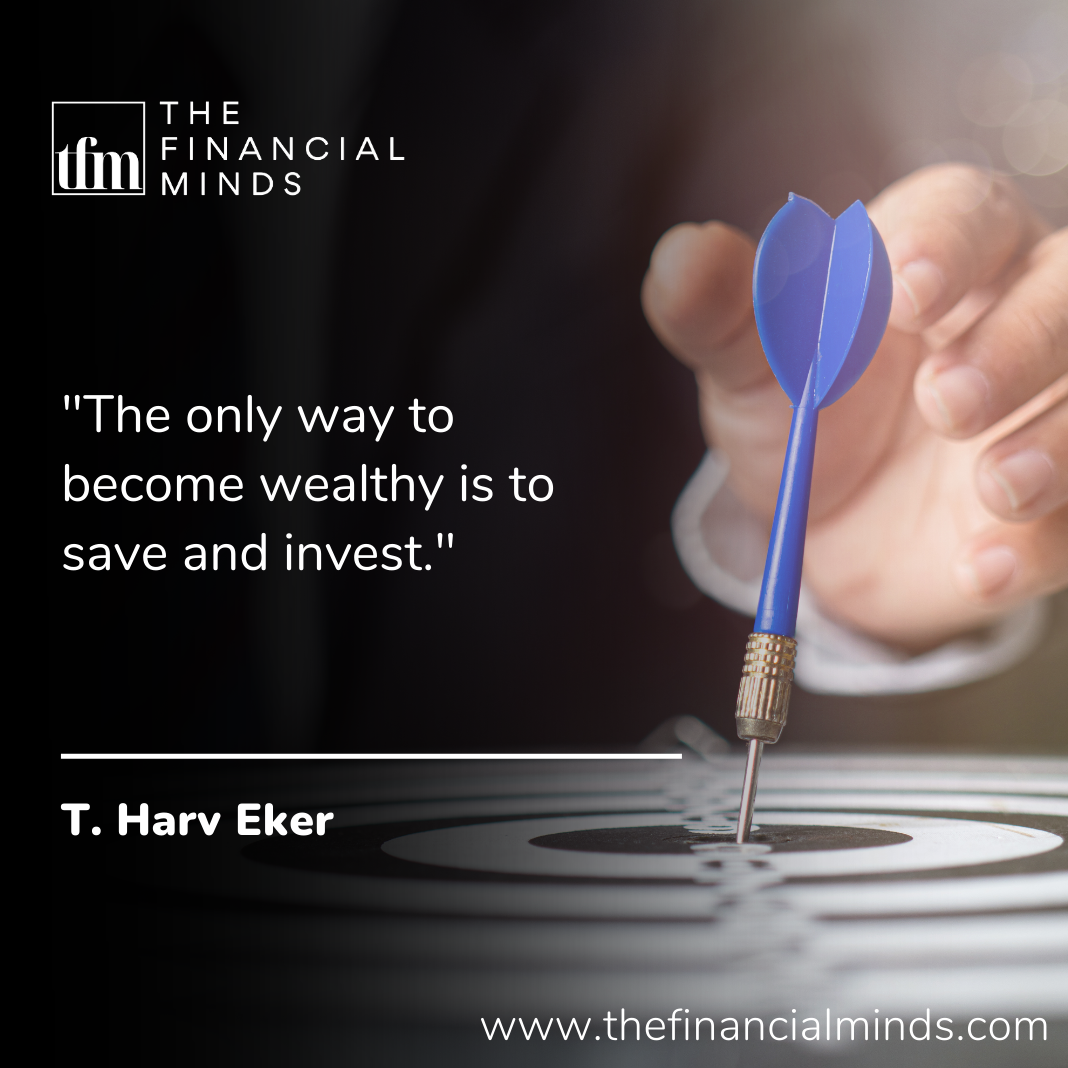 tfm
THE
FINANCIAL
MINDS
"The only way to
become wealthy is to
save and invest."
T. Harv Eker
www.thefinancialminds.com